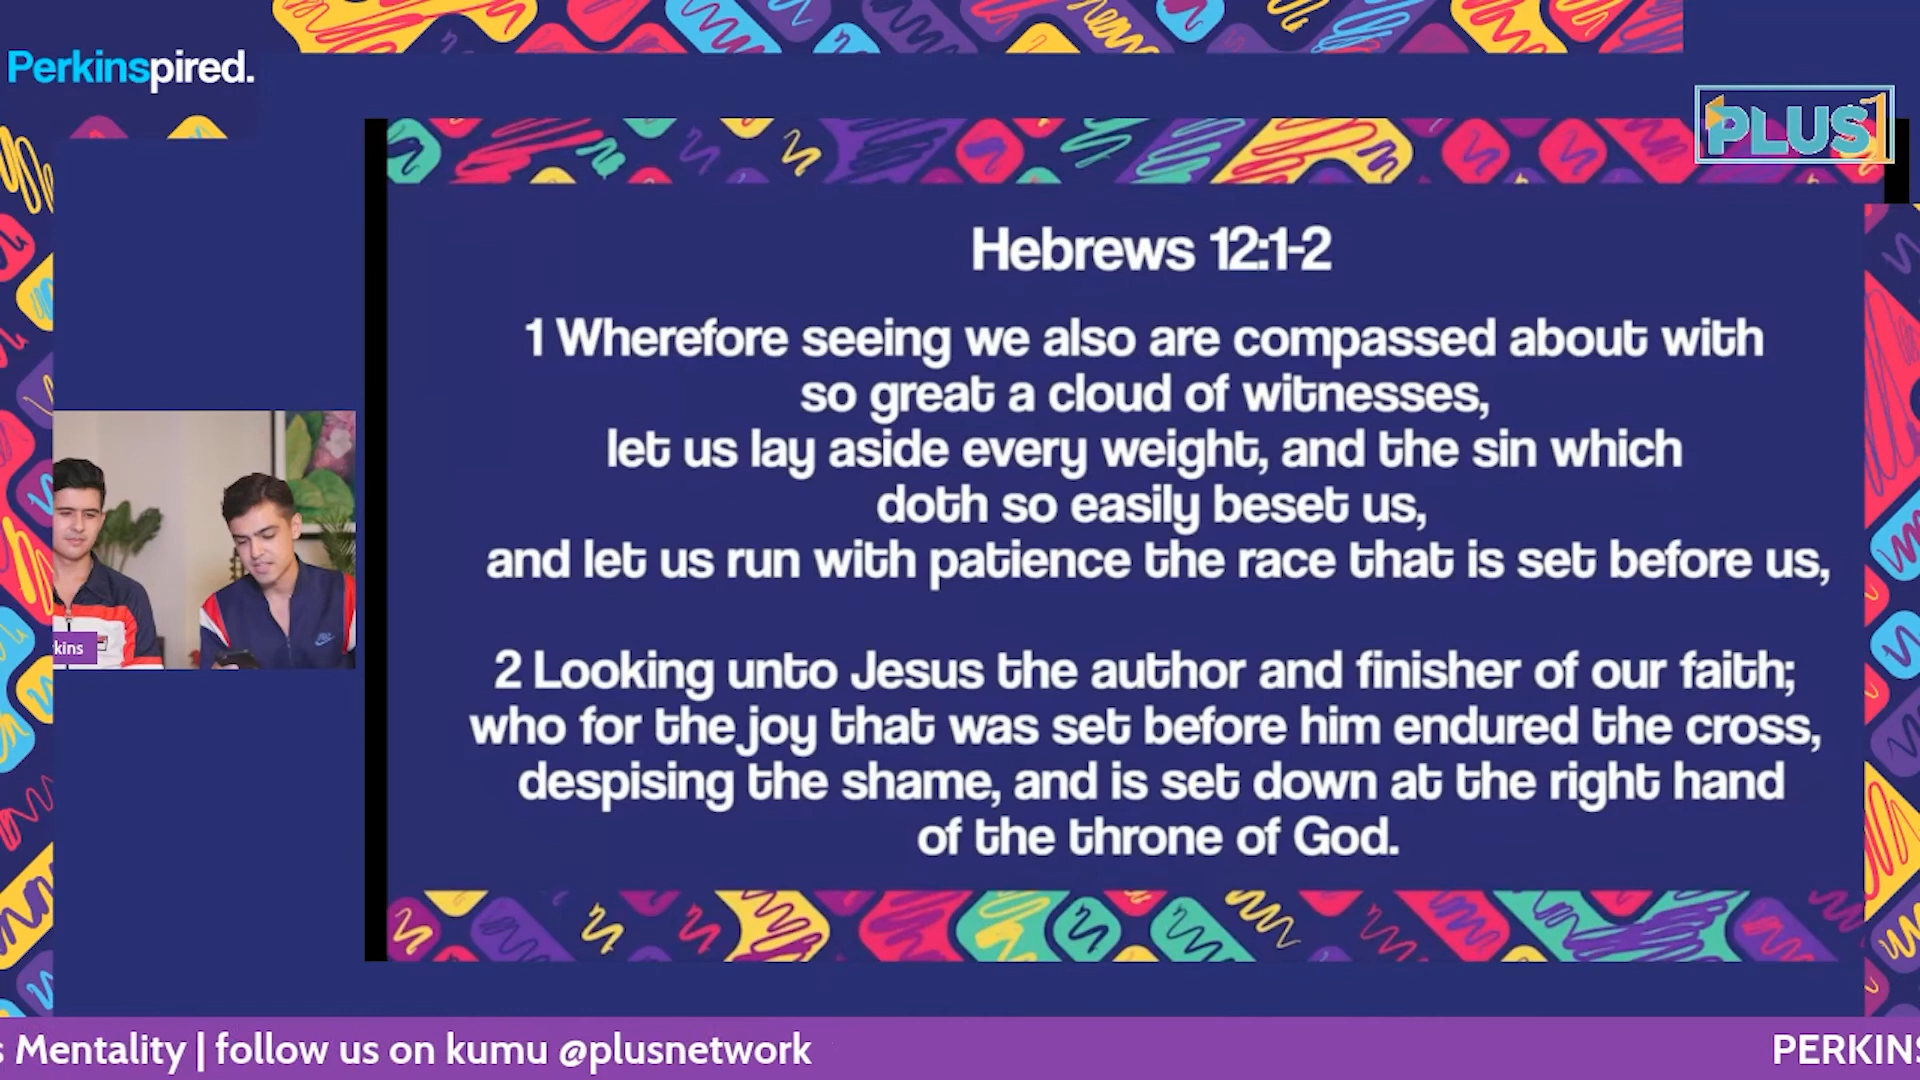 Perkinspired.
PLUS1
Hebrews 12:1-2
1 Wherefore seeing we also are compassed about with
so great a cloud of witnesses,
let us lay aside every weight, and the sin which
doth so easily beset us,
and let us run with patience the race that is set before us,
2 Looking unto Jesus the author and finisher of our faith;
who for the joy that was set before him endured the cross,
despising the shame, and is set down at the right hand
of the throne of God.
kins
s Mentality | follow us on kumu @plusnetwork
PERKINS